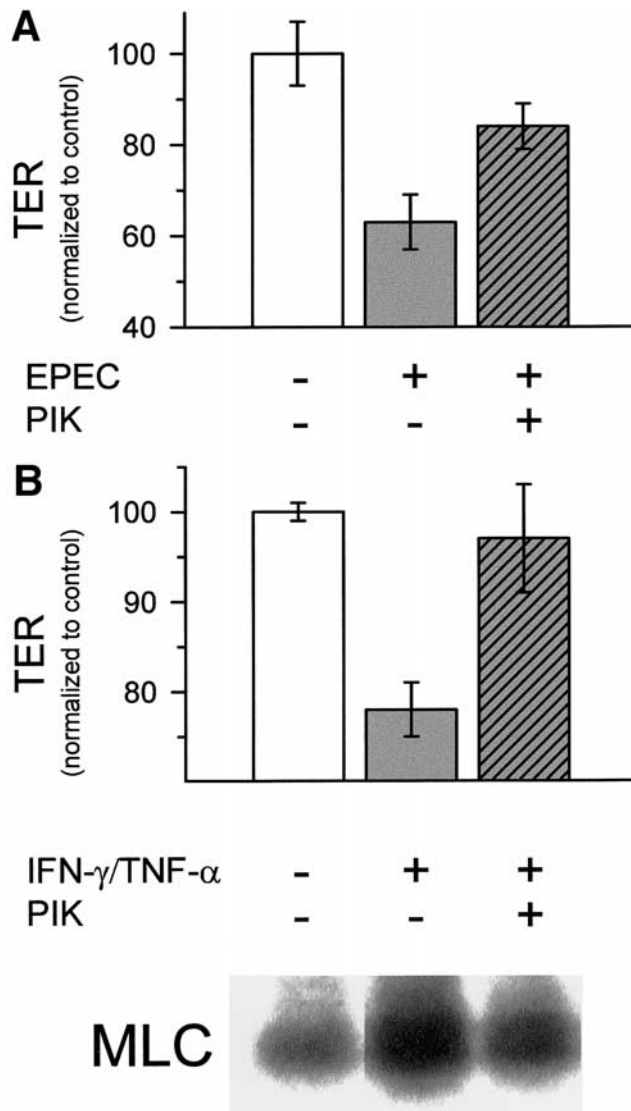 A
TER
(normalized to control)
100
80
60
40
EPEC - + +
PIK - - +
B
TER
(normalized to control)
100
90
80
IFN-γ/TNF-α - + +
PIK - - +
MLC